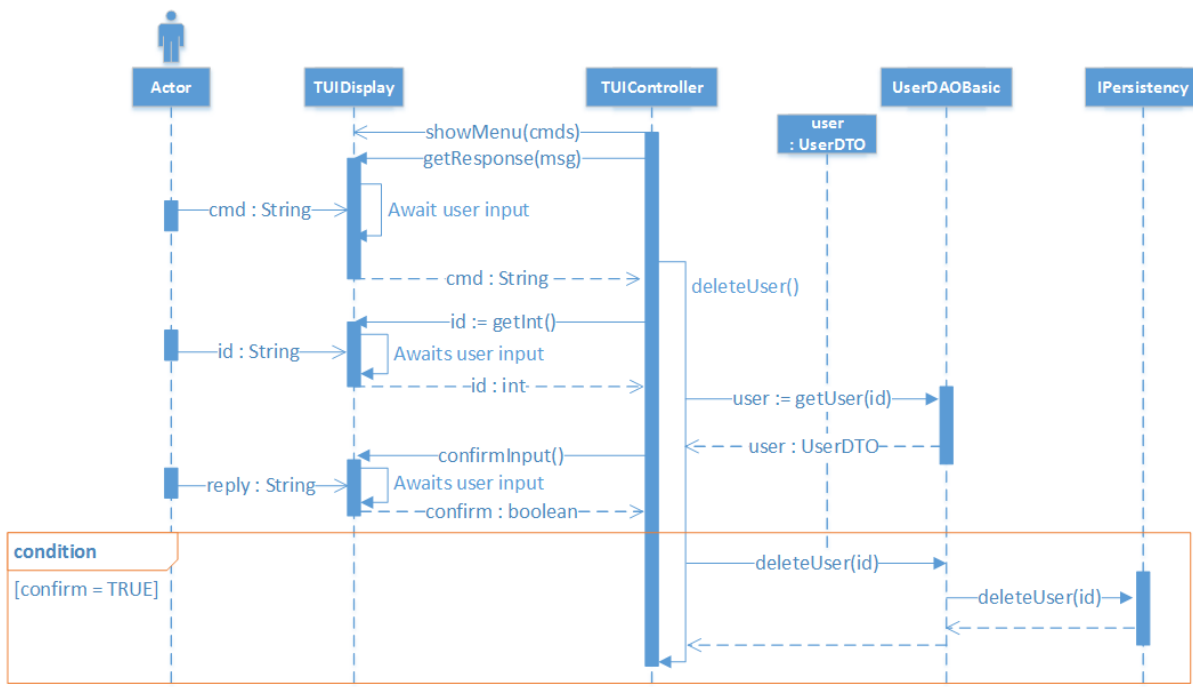 Actor
TUIDisplay
TUIController
UserDAOBasic
IPersistency
user
: UserDTO
showMenu(cmds)
getResponse(msg)
cmd : String
Await user input
cmd : String
deleteUser()
id := getInt()
id : String
Awaits user input
id : int
user := getUser(id)
user : UserDTO
confirmInput()
reply : String
Awaits user input
confirm : boolean
condition
[confirm = TRUE]
deleteUser(id)
deleteUser(id)